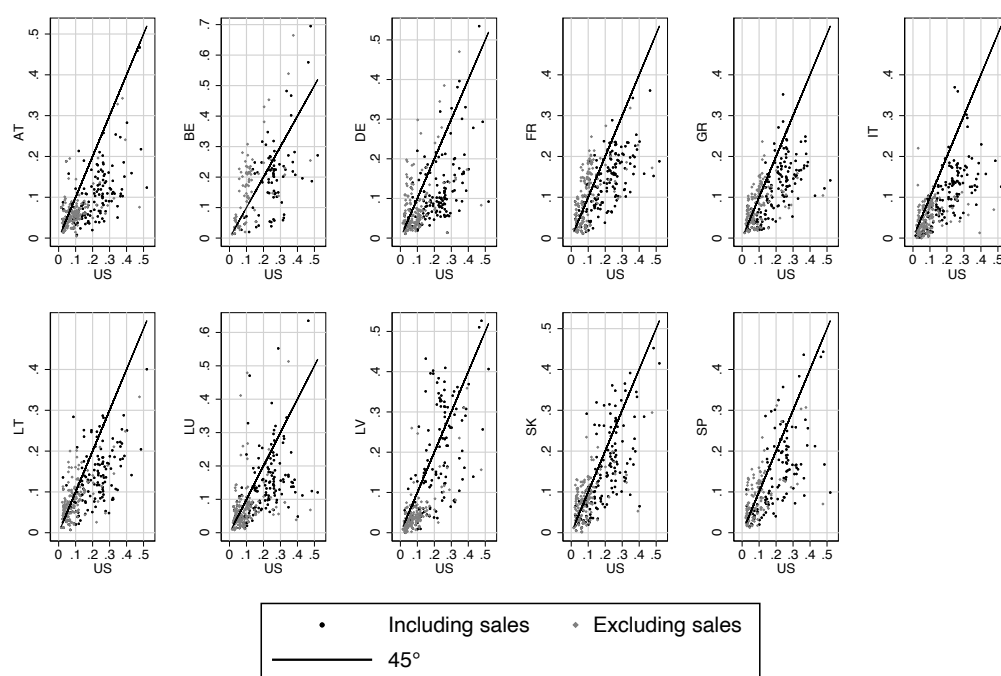 AT
.5
.4
.3
.2
.1
0
0 .1 .2 .3 .4 .5
US
BE
.7
.6
.5
.4
.3
.2
.1
0
0 .1 .2 .3 .4 .5
US
DE
.5
.4
.3
.2
.1
0
0 .1 .2 .3 .4 .5
US
FR
.4
.3
.2
.1
0
0 .1 .2 .3 .4 .5
US
GR
.4
.3
.2
.1
0
0 .1 .2 .3 .4 .5
US
IT
.4
.3
.2
.1
0
0 .1 .2 .3 .4 .5
US
LT
.4
.3
.2
.1
0
0 .1 .2 .3 .4 .5
US
LU
.6
.5
.4
.3
.2
.1
0
0 .1 .2 .3 .4 .5
US
LV
.5
.4
.3
.2
.1
0
0 .1 .2 .3 .4 .5
US
SK
.5
.4
.3
.2
.1
0
0 .1 .2 .3 .4 .5
US
SP
.4
.3
.2
.1
0
0 .1 .2 .3 .4 .5
US
Including sales Excluding sales
45°